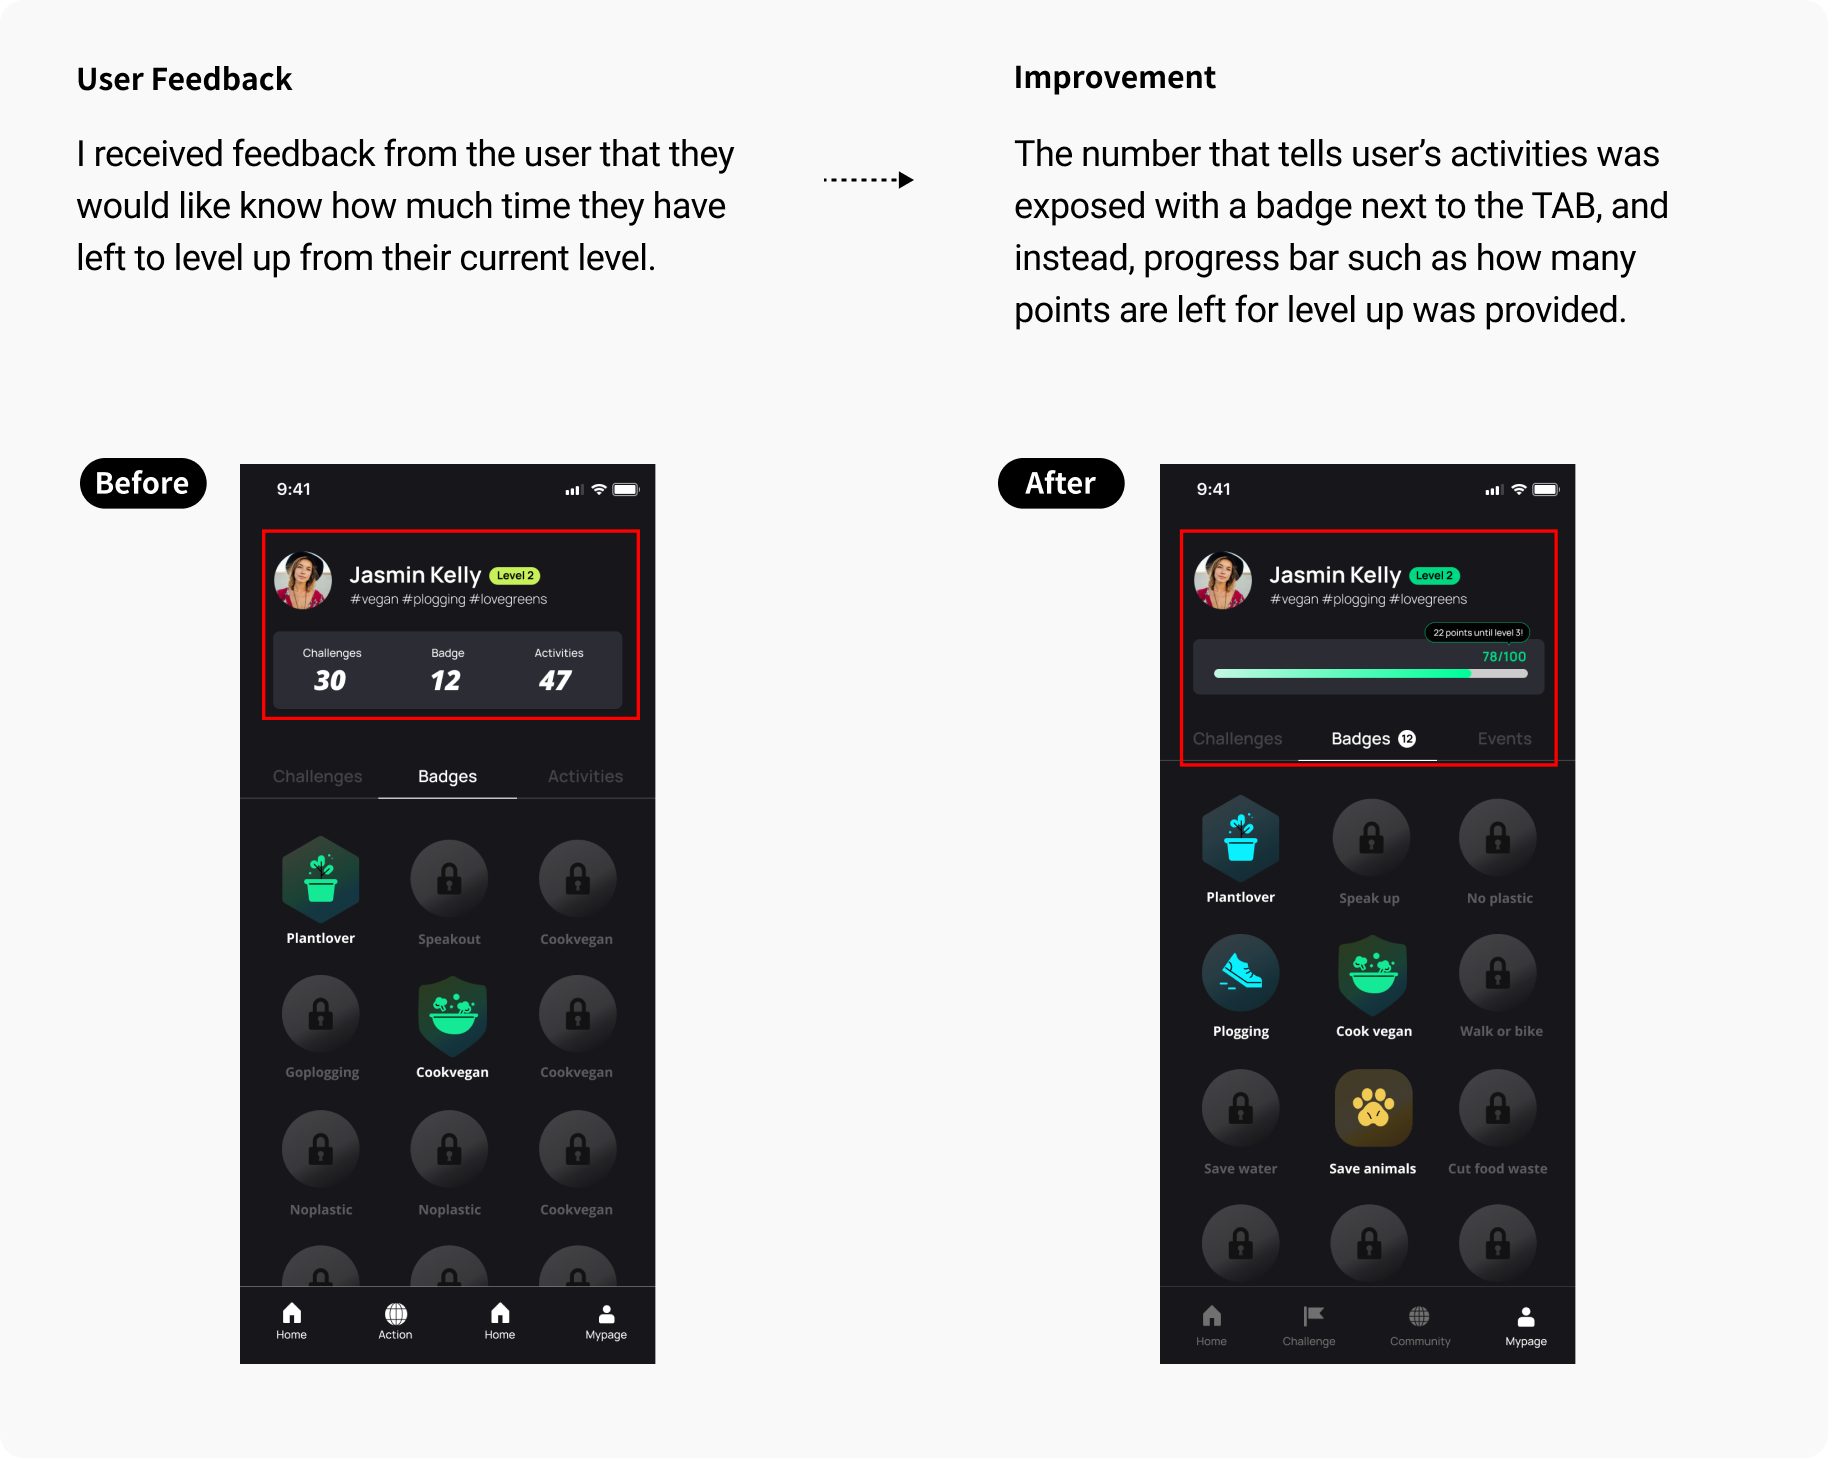 User Feedback
I received feedback from the user that they
would like know how much time they have
left to level up from their current level.
Improvement
The number that tells user’s activities was
exposed with a badge next to the TAB, and
instead, progress bar such as how many
points are left for level up was provided.
Before
9:41
Jasmin Kelly Level 2
#vegan #plogging #lovegreens
Challenges Badge Activities
30 12 47
Challenges Badges Activities
Plantlover Speakout Cookvegan
Goplogging Cookvegan Cookvegan
Noplastic Noplastic Cookvegan
Home Action Home Mypage
After
9:41
Jasmin Kelly Level 2
#vegan #plogging #lovegreens
22 points until level 3!
78/100
Challenges Badges 12 Events
Plantlover Speak up No plastic
Plogging Cook vegan Walk or bike
Save water Save animals Cut food waste
Home Challenge Community Mypage